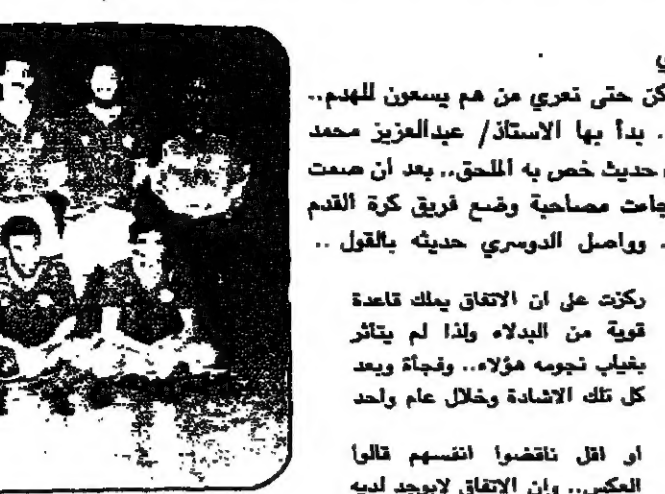 ي
كن حتى نعري من هم يسعون للهدم..
. بدأ بها الاستاذ/ عبدالعزيز محمد
حديث خص به الملحق.. بعد ان صمت
جاءت مصاحبة وضع فريق كرة القدم
. وواصل الدوسري حديثه بالقول ..
ركزت على ان الاتفاق يملك قاعدة
قوية من البدلاء ولذا لم يتأثر
بغياب نجومه هؤلاء.. وفجأة وبعد
كل تلك الاشادة وخلال عام واحد
أو اقل ناقضوا انفسهم قالوا
العكس.. وان الاتفاق لايوجد لديه